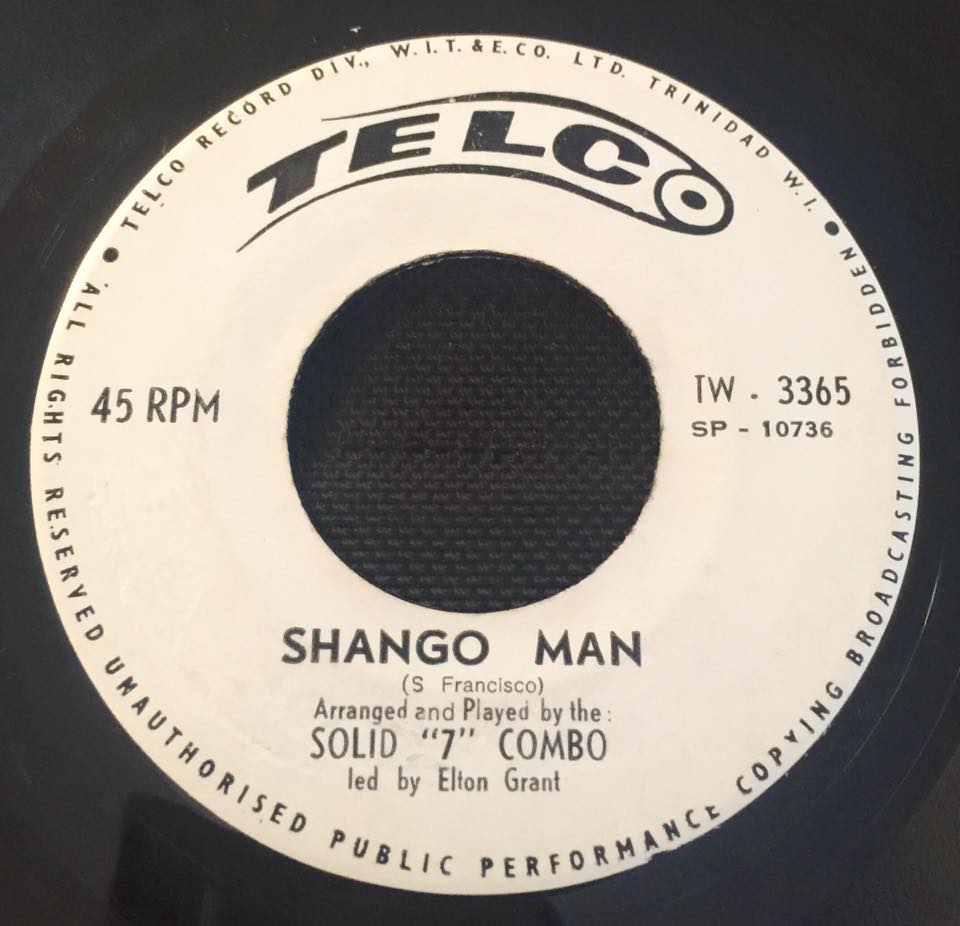 TELCO RECORD DIV., W.I.T. & E. CO. LTD. TRINIDAD W.I.
TELCO
45 RPM
TW . 3365
SP - 10736
SHANGO MAN
(S Francisco)
Arranged and Played by the :
SOLID "7" COMBO
led by Elton Grant
ALL RIGHTS RESERVED UNAUTHORISED PUBLIC PERFORMANCE COPYING BROADCASTING FORBIDDEN